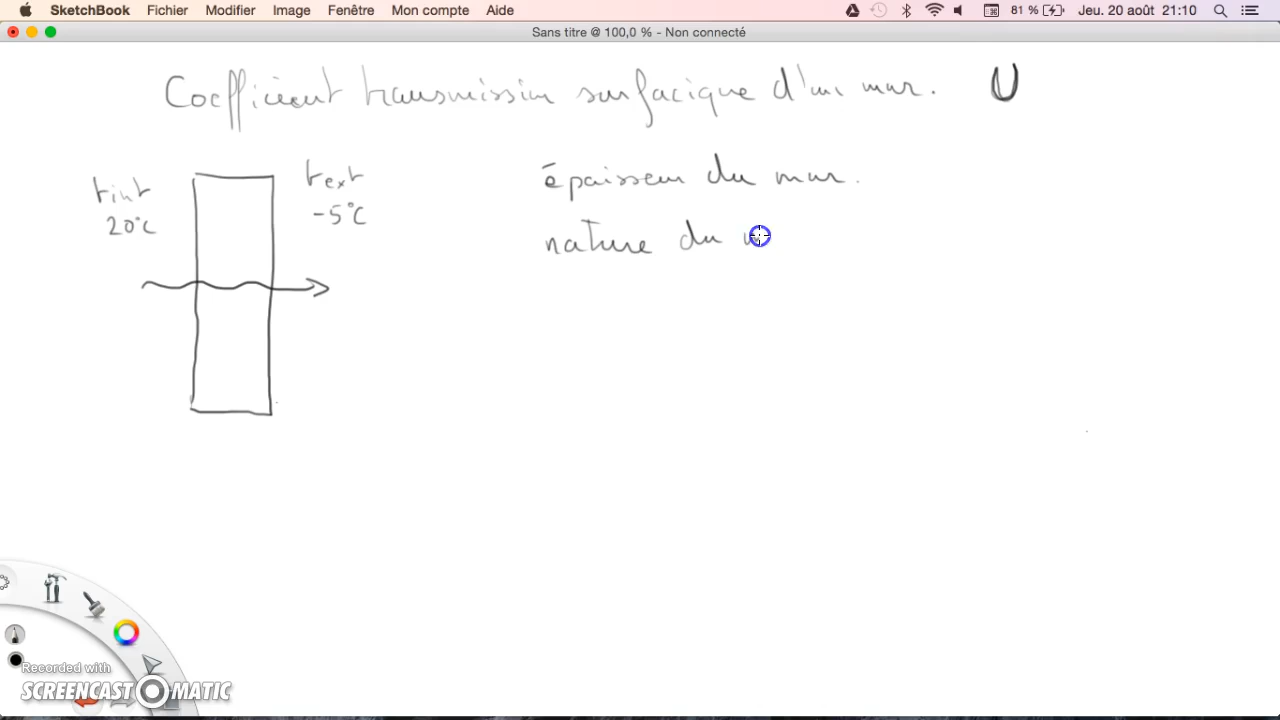 SketchBook Fichier Modifier Image Fenêtre Mon compte Aide 81 % Jeu. 20 août 21:10
Sans titre @ 100,0 % - Non connecté
Coefficient transmission surfacique d'un mur. U
tint text
20°C -5°C
épaisseur du mur.
nature du
Recorded with
SCREENCAST MATIC